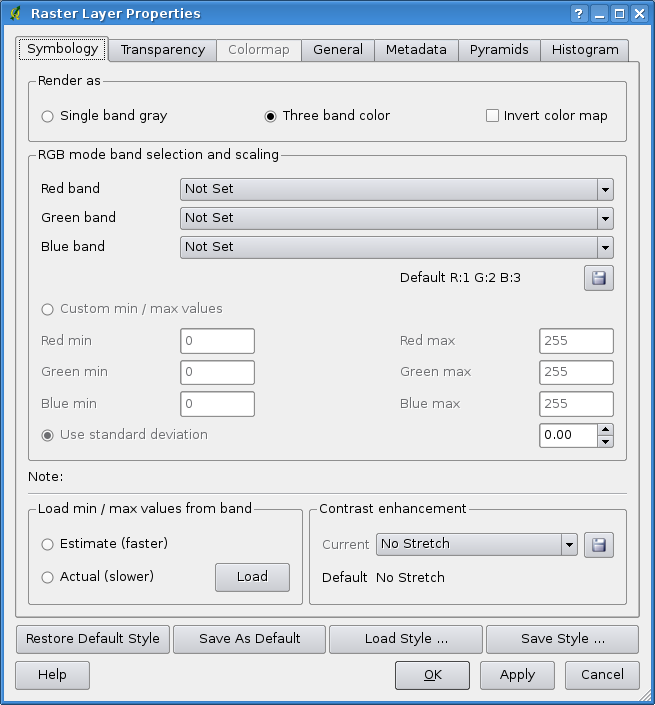 Raster Layer Properties
?
Symbology Transparency Colormap General Metadata Pyramids Histogram
Render as
Single band gray Three band color Invert color map
RGB mode band selection and scaling
Red band Not Set
Green band Not Set
Blue band Not Set
Default R:1 G:2 B:3
Custom min / max values
Red min 0 Red max 255
Green min 0 Green max 255
Blue min 0 Blue max 255
Use standard deviation 0.00
Note:
Load min / max values from band
Estimate (faster)
Actual (slower) Load
Contrast enhancement
Current No Stretch
Default No Stretch
Restore Default Style Save As Default Load Style ... Save Style ...
Help OK Apply Cancel